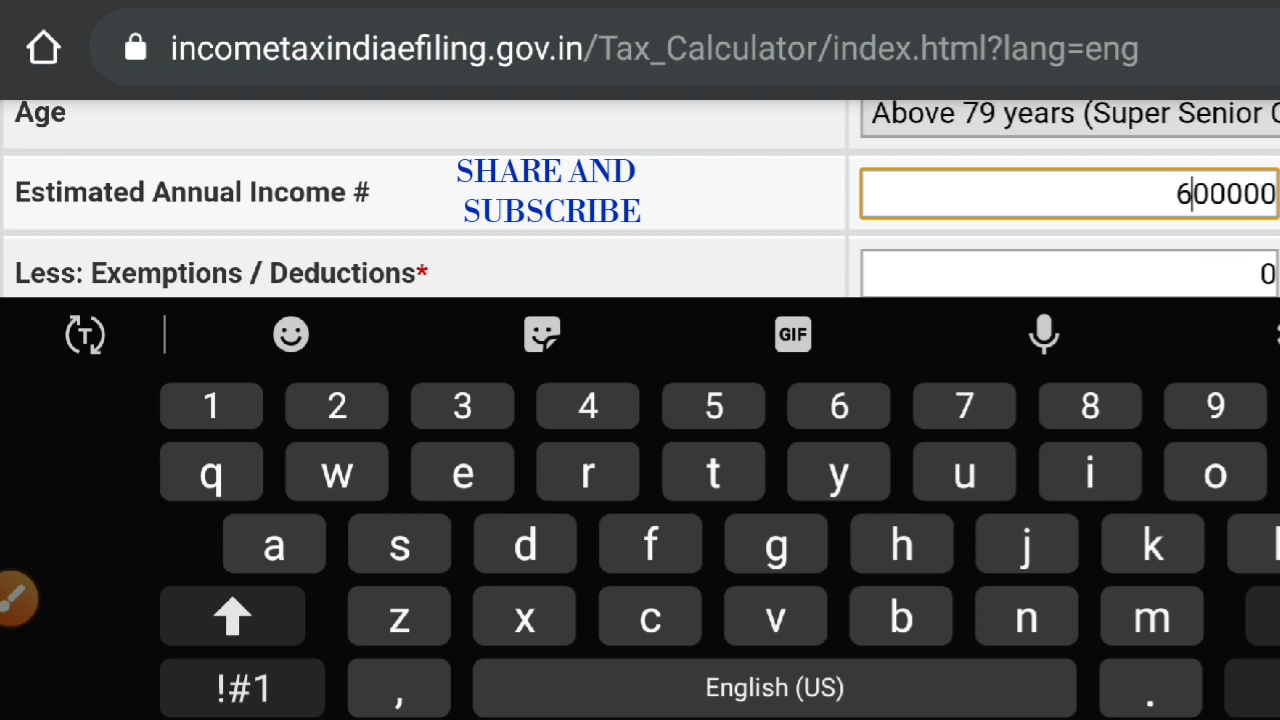 incometaxindiaefiling.gov.in/Tax_Calculator/index.html?lang=eng
Age
Above 79 years (Super Senior
Estimated Annual Income #
SHARE AND
SUBSCRIBE
600000
Less: Exemptions / Deductions*
0
T
GIF
1 2 3 4 5 6 7 8 9
q w e r t y u i o
a s d f g h j k
z x c v b n m
!#1 , English (US) .